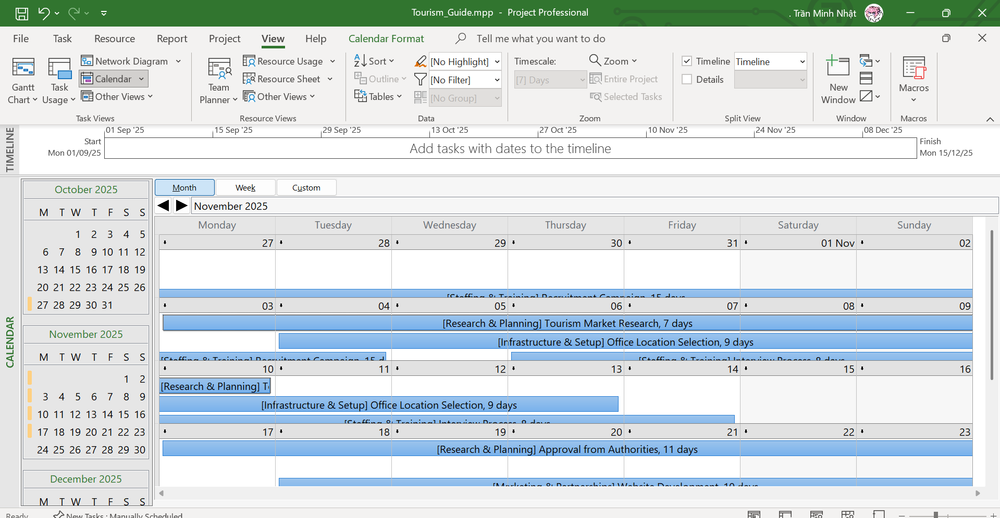 Tourism_Guide.mpp - Project Professional
. Trần Minh Nhật
File Task Resource Report Project View Help Calendar Format Tell me what you want to do
Gantt Chart
Task Usage
Network Diagram
Calendar
Other Views
Task Views
Team Planner
Resource Usage
Resource Sheet
Other Views
Resource Views
Sort
Outline
Tables
[No Highlight]
[No Filter]
[No Group]
Data
Timescale:
[7] Days
Zoom
Entire Project
Selected Tasks
Zoom
Timeline Timeline
Details
Split View
New Window
Window
Macros
Macros
TIMELINE
01 Sep '25 15 Sep '25 29 Sep '25 13 Oct '25 27 Oct '25 10 Nov '25 24 Nov '25 08 Dec '25
Start
Mon 01/09/25
Add tasks with dates to the timeline
Finish
Mon 15/12/25
CALENDAR
October 2025
M T W T F S S
1 2 3 4 5
6 7 8 9 10 11 12
13 14 15 16 17 18 19
20 21 22 23 24 25 26
27 28 29 30 31
November 2025
M T W T F S S
1 2
3 4 5 6 7 8 9
10 11 12 13 14 15 16
17 18 19 20 21 22 23
24 25 26 27 28 29 30
December 2025
M T W T F S S
Month Week Custom
November 2025
Monday Tuesday Wednesday Thursday Friday Saturday Sunday
27 28 29 30 31 01 Nov 02
[Staffing & Training] Recruitment Campaign, 15 days
03 04 05 06 07 08 09
[Research & Planning] Tourism Market Research, 7 days
[Infrastructure & Setup] Office Location Selection, 9 days
[Staffing & Training] Recruitment Campaign, 15 d
[Staffing & Training] Interview Process, 8 days
10 11 12 13 14 15 16
[Research & Planning] T
[Infrastructure & Setup] Office Location Selection, 9 days
[Staffing & Training] Interview Process, 8 days
17 18 19 20 21 22 23
[Research & Planning] Approval from Authorities, 11 days
[Marketing & Partnerships] Website Development, 10 days
Ready New Tasks : Manually Scheduled